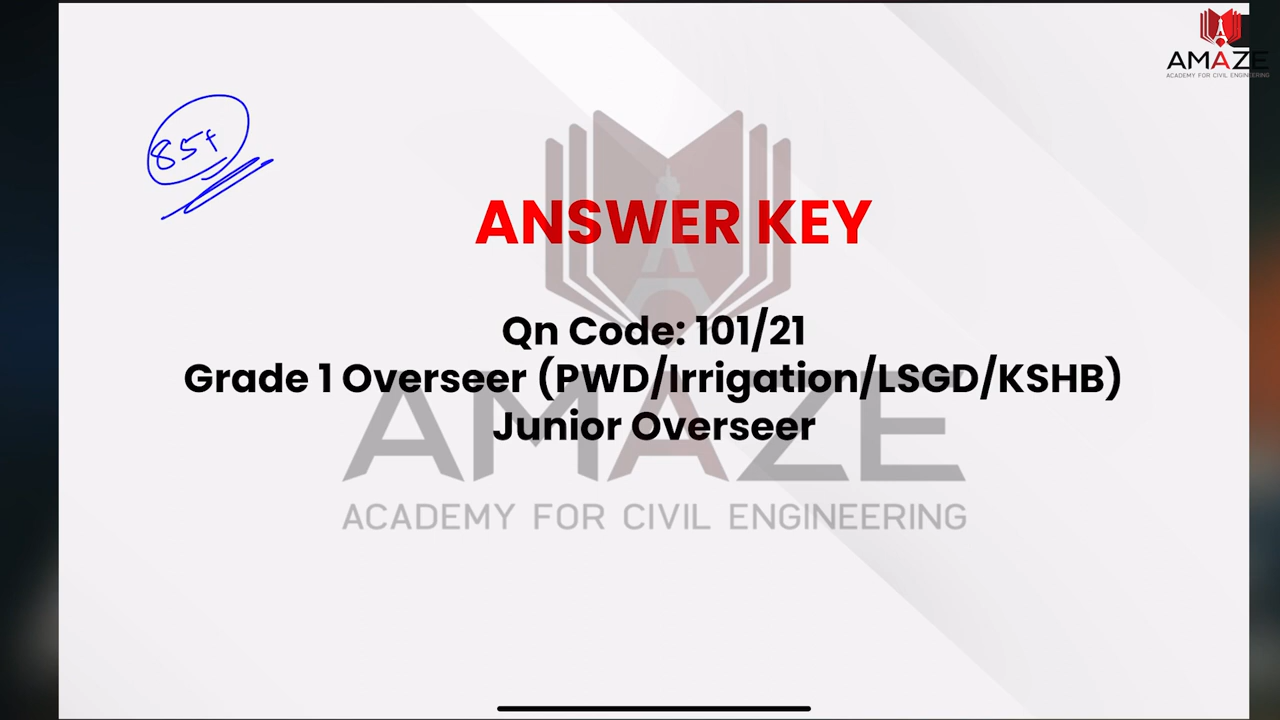 AMAZE
ACADEMY FOR CIVIL ENGINEERING
85+
ANSWER KEY
Qn Code: 101/21
Grade 1 Overseer (PWD/Irrigation/LSGD/KSHB)
Junior Overseer
AMAZE
ACADEMY FOR CIVIL ENGINEERING